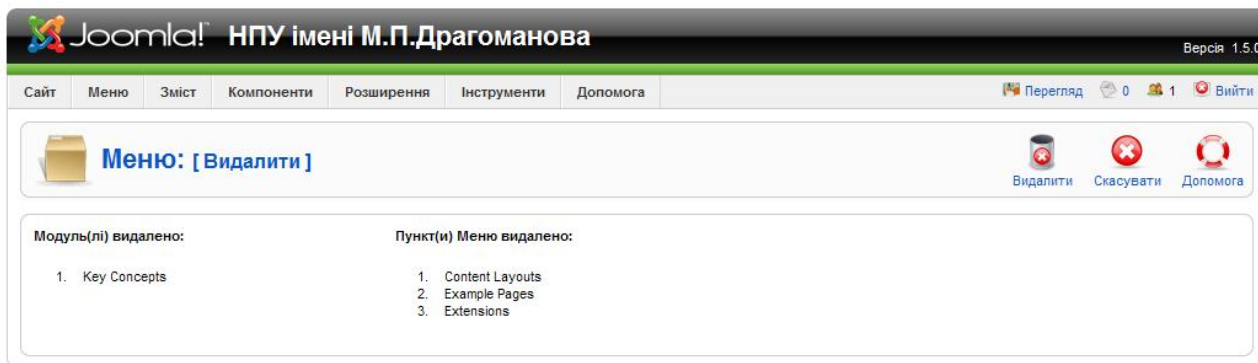 Joomla! НПУ імені М.П.Драгоманова
Версія 1.5.0
Сайт Меню Зміст Компоненти Розширення Інструменти Допомога Перегляд 0 1 Вийти
Меню: [ Видалити ]
Видалити Скасувати Допомога
Модуль(лі) видалено: Пункт(и) Меню видалено:
1. Key Concepts 1. Content Layouts
2. Example Pages
3. Extensions